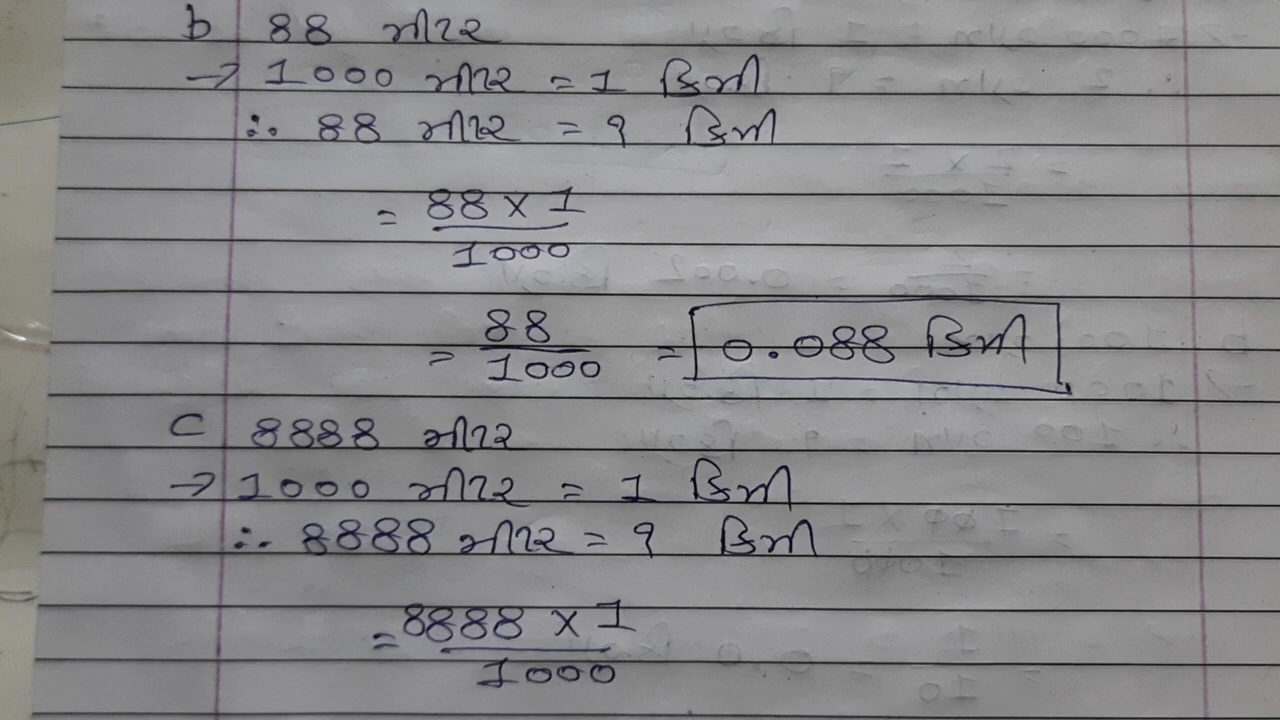 b 88 મીટર
→ 1000 મીટર = 1 કિમી
∴ 88 મીટર = ? કિમી
= 88 × 1
1000
= 88
1000 = 0.088 કિમી
c 8888 મીટર
→ 1000 મીટર = 1 કિમી
∴ 8888 મીટર = ? કિમી
= 8888 × 1
1000